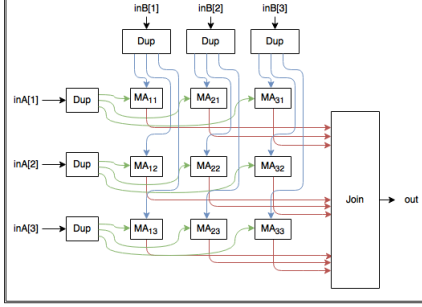 inB[1] inB[2] inB[3]
Dup Dup Dup
inA[1] Dup MA₁₁ MA₂₁ MA₃₁
inA[2] Dup MA₁₂ MA₂₂ MA₃₂
Join out
inA[3] Dup MA₁₃ MA₂₃ MA₃₃